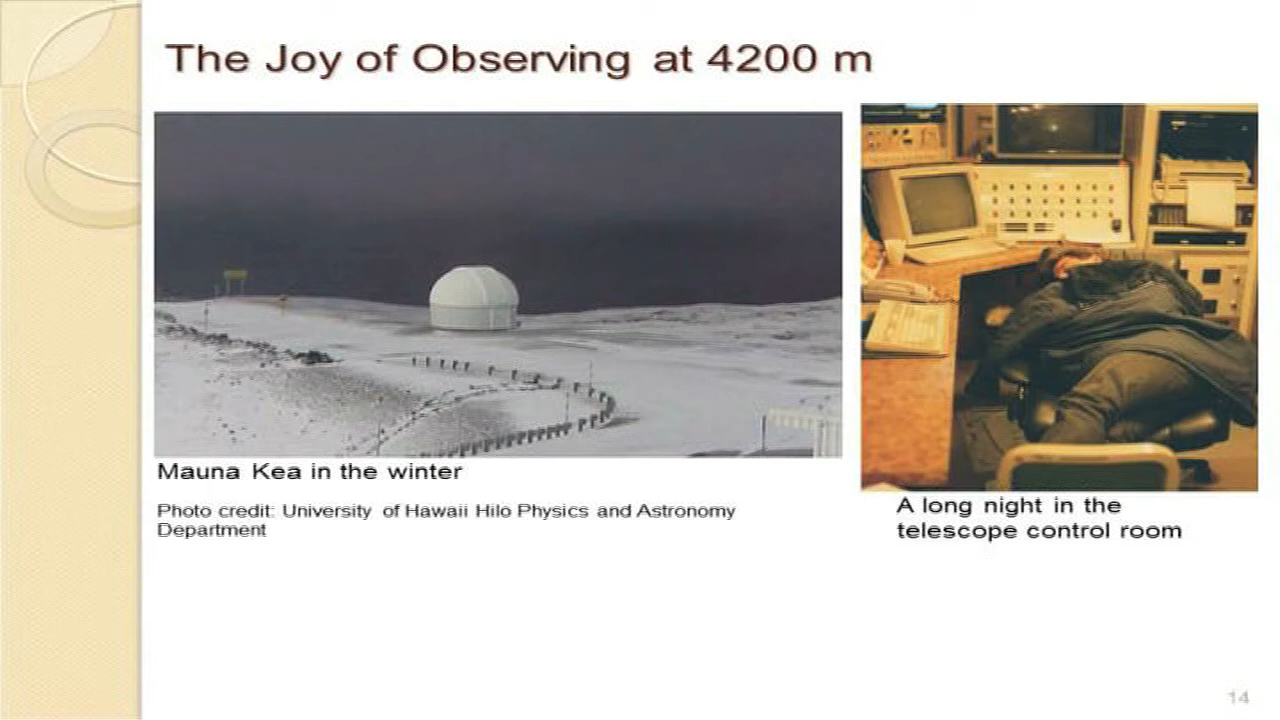 The Joy of Observing at 4200 m
Mauna Kea in the winter
Photo credit: University of Hawaii Hilo Physics and Astronomy
Department
A long night in the
telescope control room
14